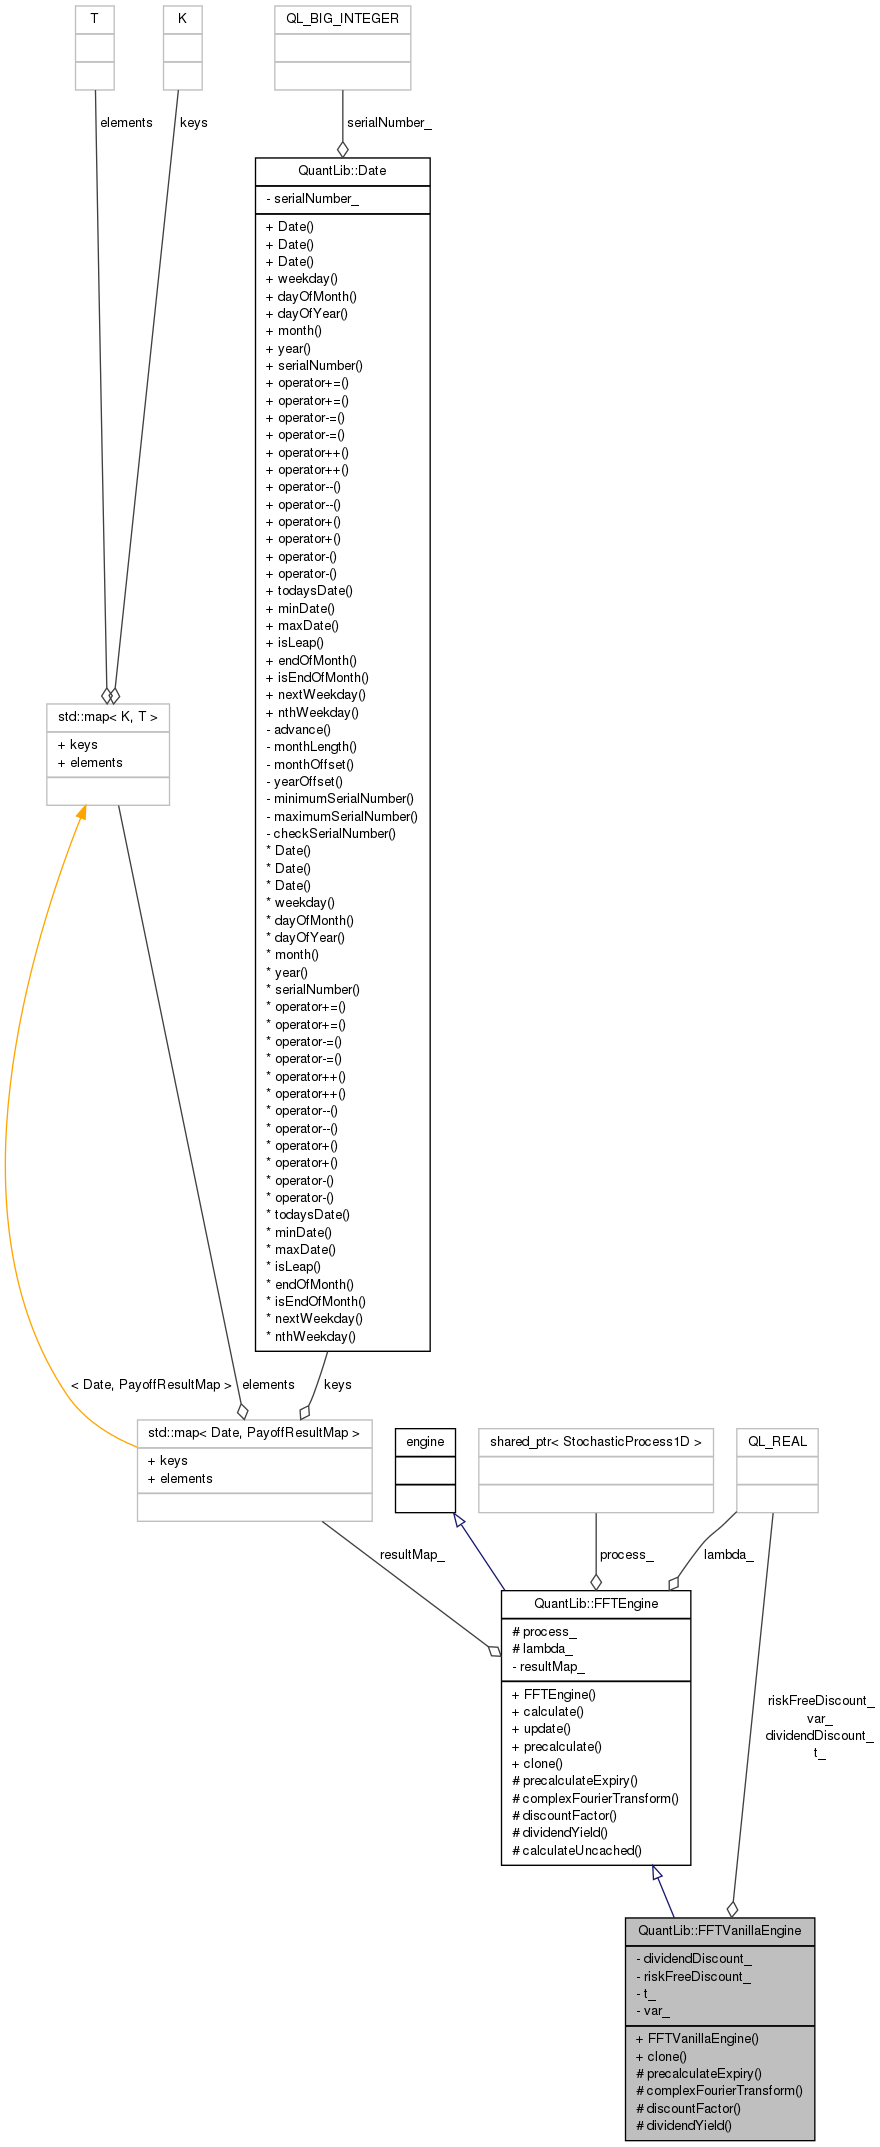 T
K
QL_BIG_INTEGER
elements
keys
serialNumber_
QuantLib::Date
- serialNumber_
+ Date()
+ Date()
+ Date()
+ weekday()
+ dayOfMonth()
+ dayOfYear()
+ month()
+ year()
+ serialNumber()
+ operator+=()
+ operator+=()
+ operator-=()
+ operator-=()
+ operator++()
+ operator++()
+ operator--()
+ operator--()
+ operator+()
+ operator+()
+ operator-()
+ operator-()
+ todaysDate()
+ minDate()
+ maxDate()
+ isLeap()
+ endOfMonth()
+ isEndOfMonth()
+ nextWeekday()
+ nthWeekday()
- advance()
- monthLength()
- monthOffset()
- yearOffset()
- minimumSerialNumber()
- maximumSerialNumber()
- checkSerialNumber()
* Date()
* Date()
* Date()
* weekday()
* dayOfMonth()
* dayOfYear()
* month()
* year()
* serialNumber()
* operator+=()
* operator+=()
* operator-=()
* operator-=()
* operator++()
* operator++()
* operator--()
* operator--()
* operator+()
* operator+()
* operator-()
* operator-()
* todaysDate()
* minDate()
* maxDate()
* isLeap()
* endOfMonth()
* isEndOfMonth()
* nextWeekday()
* nthWeekday()
std::map< K, T >
+ keys
+ elements
< Date, PayoffResultMap >
elements
keys
std::map< Date, PayoffResultMap >
+ keys
+ elements
engine
shared_ptr< StochasticProcess1D >
QL_REAL
resultMap_
process_
lambda_
QuantLib::FFTEngine
# process_
# lambda_
- resultMap_
+ FFTEngine()
+ calculate()
+ update()
+ precalculate()
+ clone()
# precalculateExpiry()
# complexFourierTransform()
# discountFactor()
# dividendYield()
# calculateUncached()
riskFreeDiscount_
var_
dividendDiscount_
t_
QuantLib::FFTVanillaEngine
- dividendDiscount_
- riskFreeDiscount_
- t_
- var_
+ FFTVanillaEngine()
+ clone()
# precalculateExpiry()
# complexFourierTransform()
# discountFactor()
# dividendYield()